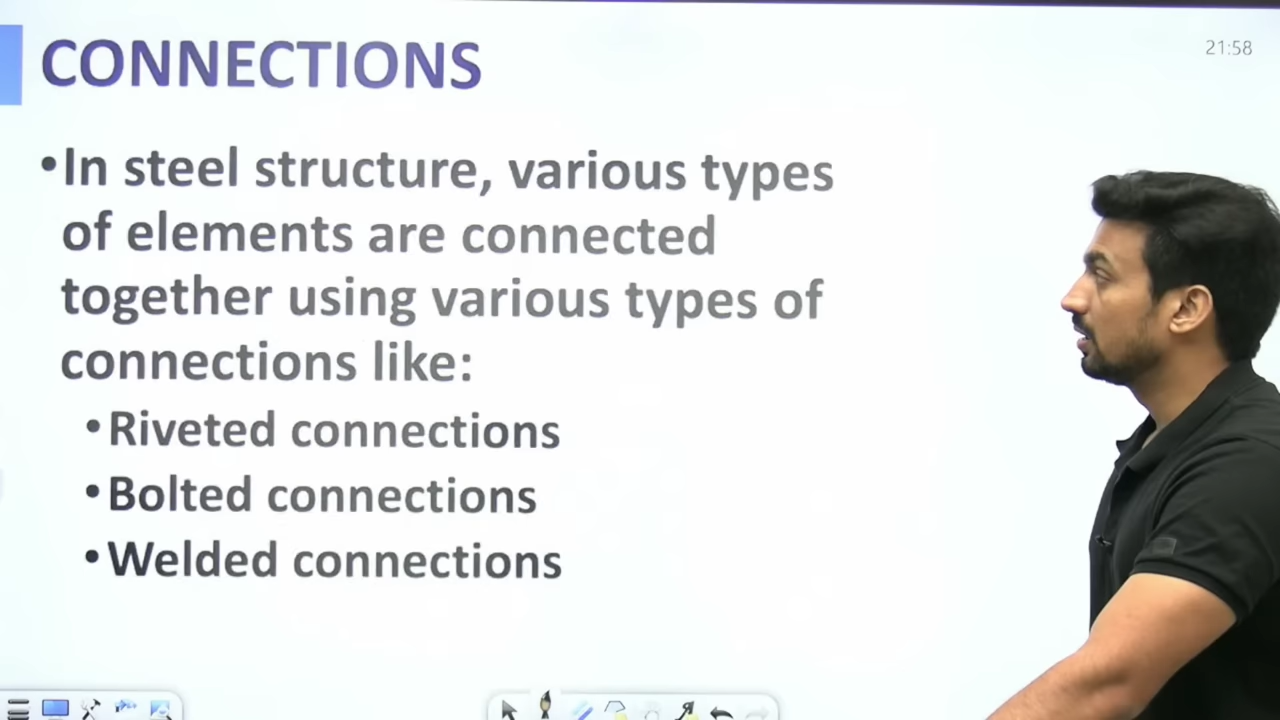 CONNECTIONS
21:58
•In steel structure, various types
of elements are connected
together using various types of
connections like:
•Riveted connections
•Bolted connections
•Welded connections